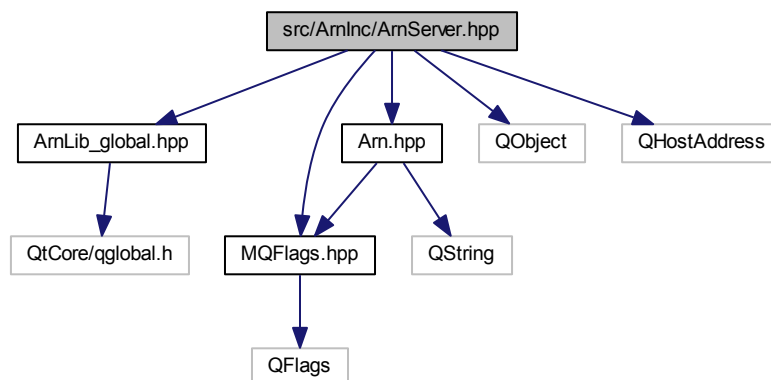 src/ArnInc/ArnServer.hpp
ArnLib_global.hpp
Arn.hpp
QObject
QHostAddress
QtCore/qglobal.h
MQFlags.hpp
QString
QFlags